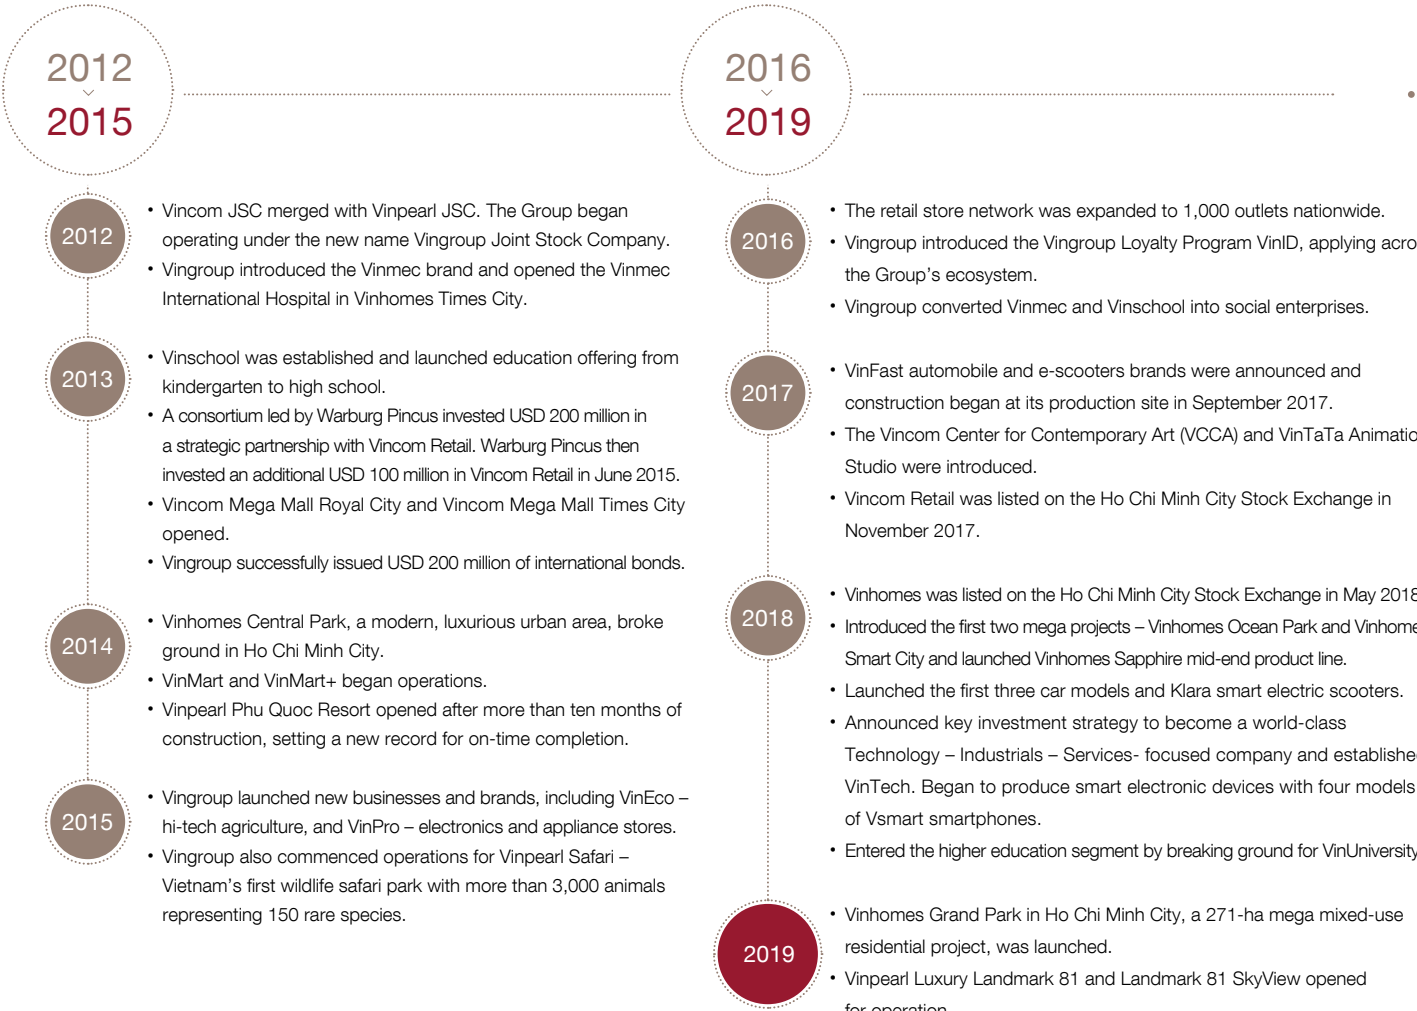 2012
2015
2012
• Vincom JSC merged with Vinpearl JSC. The Group began
operating under the new name Vingroup Joint Stock Company.
• Vingroup introduced the Vinmec brand and opened the Vinmec
International Hospital in Vinhomes Times City.
2013
• Vinschool was established and launched education offering from
kindergarten to high school.
• A consortium led by Warburg Pincus invested USD 200 million in
a strategic partnership with Vincom Retail. Warburg Pincus then
invested an additional USD 100 million in Vincom Retail in June 2015.
• Vincom Mega Mall Royal City and Vincom Mega Mall Times City
opened.
• Vingroup successfully issued USD 200 million of international bonds.
2014
• Vinhomes Central Park, a modern, luxurious urban area, broke
ground in Ho Chi Minh City.
• VinMart and VinMart+ began operations.
• Vinpearl Phu Quoc Resort opened after more than ten months of
construction, setting a new record for on-time completion.
2015
• Vingroup launched new businesses and brands, including VinEco –
hi-tech agriculture, and VinPro – electronics and appliance stores.
• Vingroup also commenced operations for Vinpearl Safari –
Vietnam's first wildlife safari park with more than 3,000 animals
representing 150 rare species.
2016
2019
2016
• The retail store network was expanded to 1,000 outlets nationwide.
• Vingroup introduced the Vingroup Loyalty Program VinID, applying acro
the Group's ecosystem.
• Vingroup converted Vinmec and Vinschool into social enterprises.
2017
• VinFast automobile and e-scooters brands were announced and
construction began at its production site in September 2017.
• The Vincom Center for Contemporary Art (VCCA) and VinTaTa Animatio
Studio were introduced.
• Vincom Retail was listed on the Ho Chi Minh City Stock Exchange in
November 2017.
2018
• Vinhomes was listed on the Ho Chi Minh City Stock Exchange in May 2018
• Introduced the first two mega projects – Vinhomes Ocean Park and Vinhome
Smart City and launched Vinhomes Sapphire mid-end product line.
• Launched the first three car models and Klara smart electric scooters.
• Announced key investment strategy to become a world-class
Technology – Industrials – Services- focused company and establishe
VinTech. Began to produce smart electronic devices with four models
of Vsmart smartphones.
• Entered the higher education segment by breaking ground for VinUniversity
2019
• Vinhomes Grand Park in Ho Chi Minh City, a 271-ha mega mixed-use
residential project, was launched.
• Vinpearl Luxury Landmark 81 and Landmark 81 SkyView opened
for operation